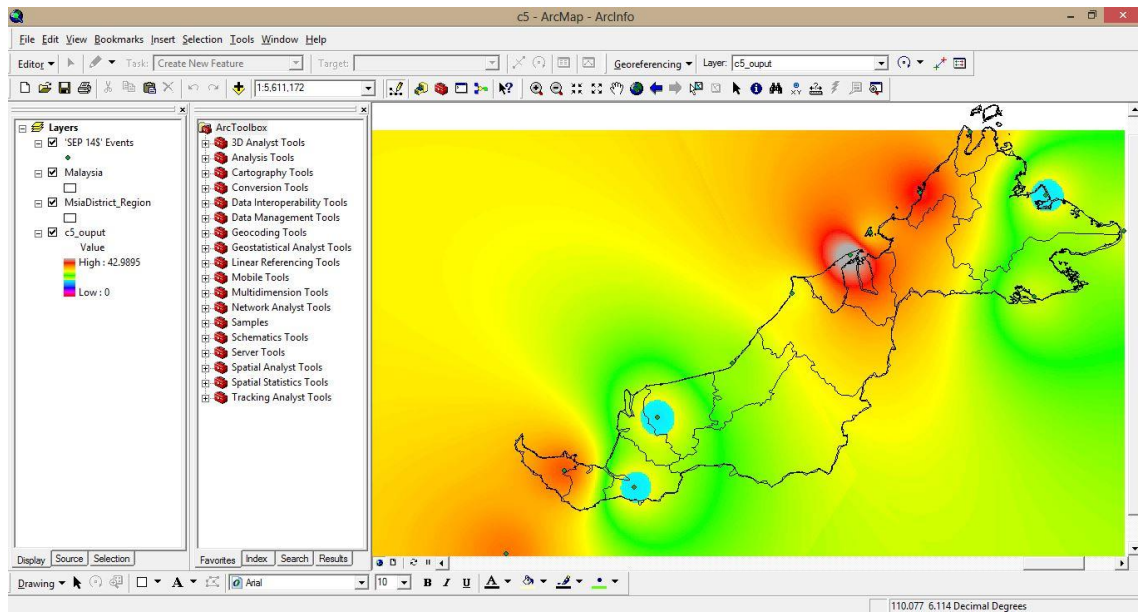 c5 - ArcMap - ArcInfo
File Edit View Bookmarks Insert Selection Tools Window Help
Editor Task: Create New Feature Target: Georeferencing Layer: c5_ouput
1:5,611,172
Layers
'SEP 14$' Events
Malaysia
MsiaDistrict_Region
c5_ouput
Value
High : 42.9895
Low : 0
Display Source Selection
ArcToolbox
3D Analyst Tools
Analysis Tools
Cartography Tools
Conversion Tools
Data Interoperability Tools
Data Management Tools
Geocoding Tools
Geostatistical Analyst Tools
Linear Referencing Tools
Mobile Tools
Multidimension Tools
Network Analyst Tools
Samples
Schematics Tools
Server Tools
Spatial Analyst Tools
Spatial Statistics Tools
Tracking Analyst Tools
Favorites Index Search Results
Drawing A Arial 10 B I U A
110.077 6.114 Decimal Degrees